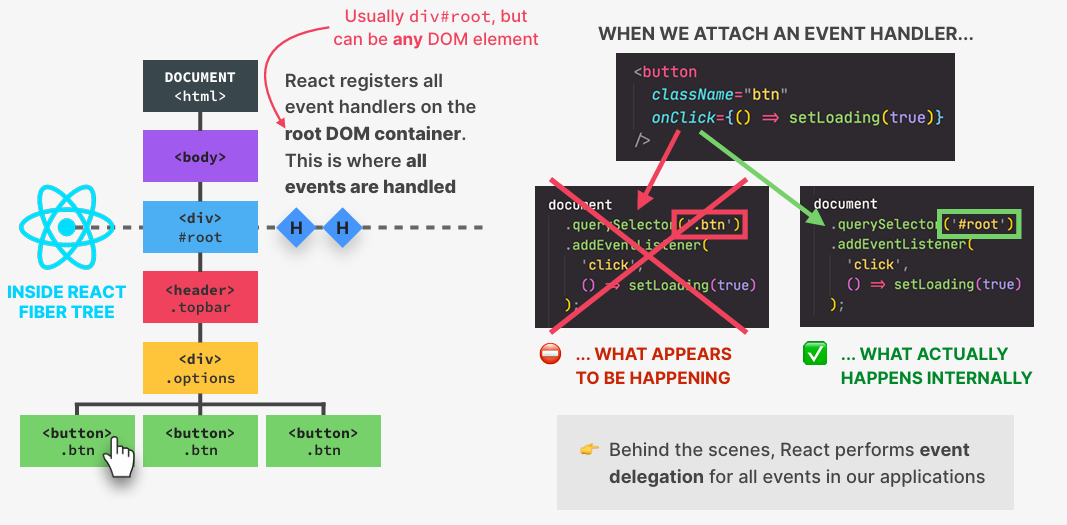 Usually div#root, but
can be any DOM element
DOCUMENT
<html>
<body>
<div>
#root
<header>
.topbar
<div>
.options
<button>
.btn
<button>
.btn
<button>
.btn
INSIDE REACT
FIBER TREE
React registers all
event handlers on the
root DOM container.
This is where all
events are handled
H
H
WHEN WE ATTACH AN EVENT HANDLER...
<button
className="btn"
onClick={() => setLoading(true)}
/>
document
.querySelector('.btn')
.addEventListener(
'click',
() => setLoading(true)
);
... WHAT APPEARS
TO BE HAPPENING
document
.querySelector('#root')
.addEventListener(
'click',
() => setLoading(true)
);
... WHAT ACTUALLY
HAPPENS INTERNALLY
Behind the scenes, React performs event
delegation for all events in our applications